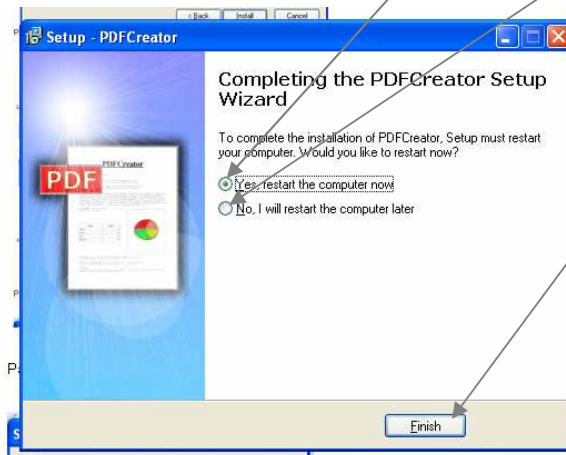 < Back Install Cancel
Setup - PDFCreator
Completing the PDFCreator Setup
Wizard
To complete the installation of PDFCreator, Setup must restart
your computer. Would you like to restart now?
PDFCreator
PDF
Yes, restart the computer now
No, I will restart the computer later
Finish